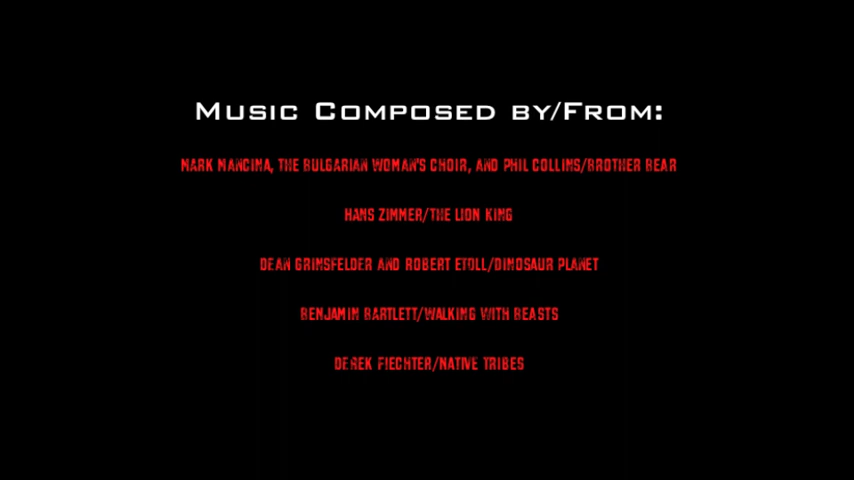 Music Composed by/From:
MARK MANCINA, THE BULGARIAN WOMAN'S CHOIR, AND PHIL COLLINS/BROTHER BEAR
HANS ZIMMER/THE LION KING
DEAN GRINSFELDER AND ROBERT ETOLL/DINOSAUR PLANET
BENJAMIN BARTLETT/WALKING WITH BEASTS
DEREK FIECHTER/NATIVE TRIBES